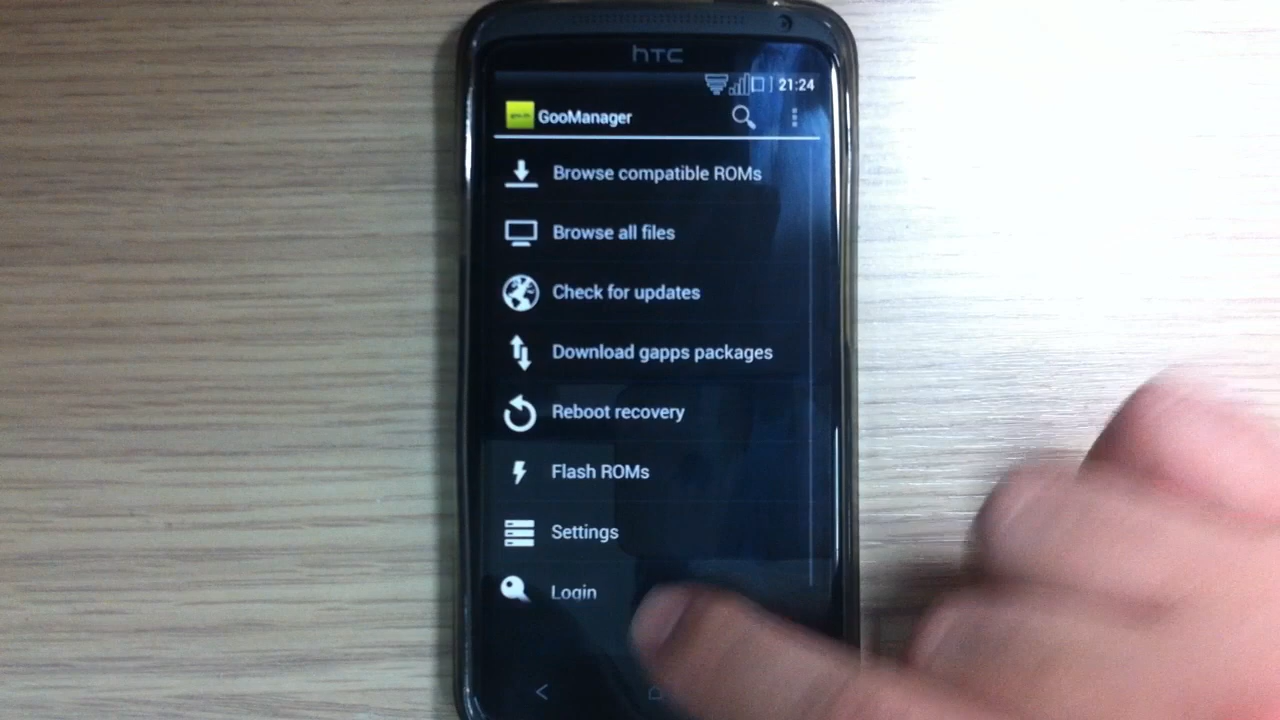 hTC
21:24
GooManager
Browse compatible ROMs
Browse all files
Check for updates
Download gapps packages
Reboot recovery
Flash ROMs
Settings
Login